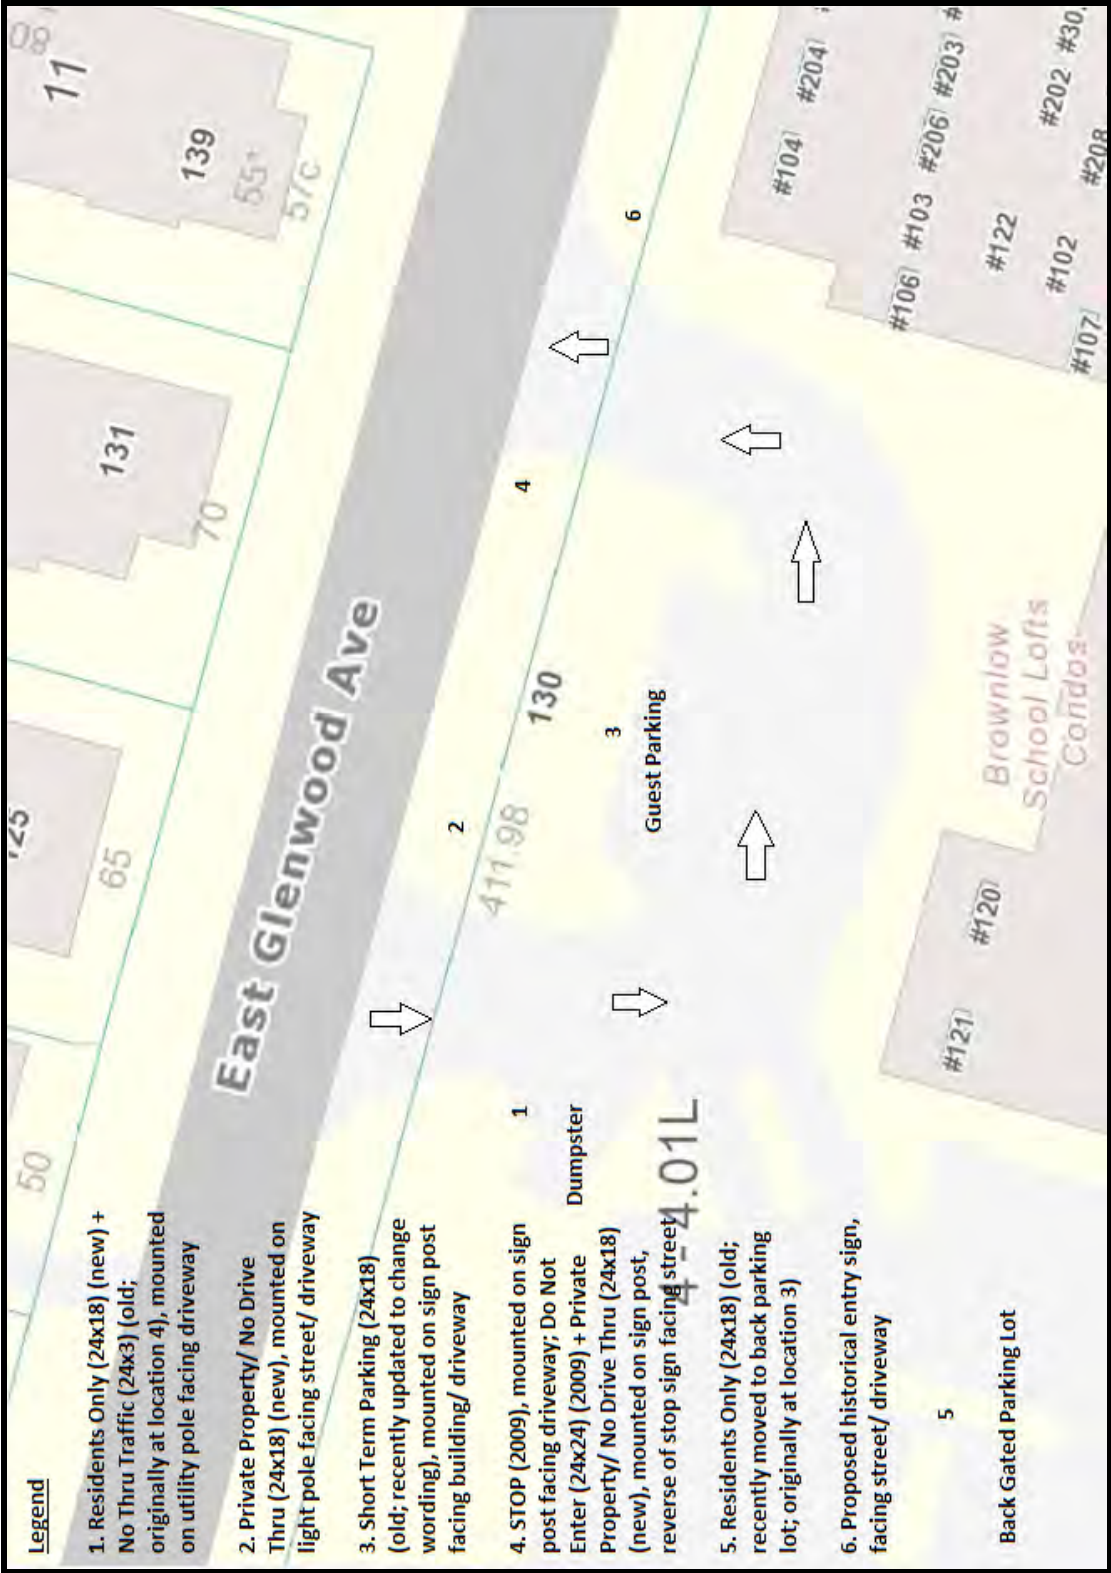 Legend
1. Residents Only (24x18) (new) +
No Thru Traffic (24x3) (old;
originally at location 4), mounted
on utility pole facing driveway
2. Private Property/ No Drive
Thru (24x18) (new), mounted on
light pole facing street/ driveway
3. Short Term Parking (24x18)
(old; recently updated to change
wording), mounted on sign post
facing building/ driveway
4. STOP (2009), mounted on sign
post facing driveway; Do Not
Enter (24x24) (2009) + Private
Property/ No Drive Thru (24x18)
(new), mounted on sign post,
reverse of stop sign facing street
5. Residents Only (24x18) (old;
recently moved to back parking
lot; originally at location 3)
6. Proposed historical entry sign,
facing street/ driveway
5
Back Gated Parking Lot
4 - 4.01L
Dumpster
1
2
3
4
6
Guest Parking
130
411.98
East Glenwood Ave
50
65
70
131
139
55+
57c
11
80
Brownlow
School Lofts
Condos
#121
#120
#104
#204
#106
#103
#206
#203
#122
#202
#102
#107
#208